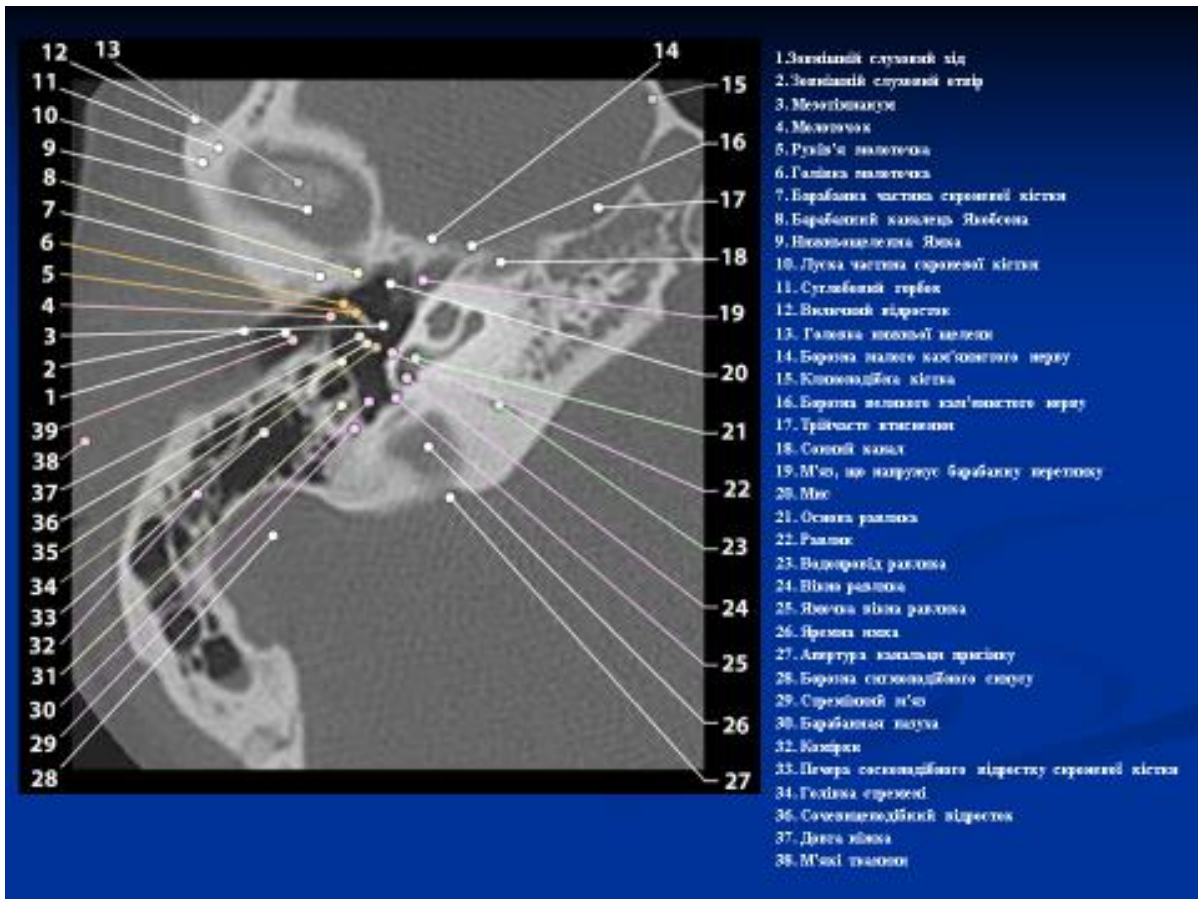 12 13 14
11 15
10
9 16
8
7 17
6
5 18
4
3 19
2 20
1
39 21
38
37 22
36
35 23
34
33 24
32
31 25
30
29 26
28 27
1.Зовнішній слуховий хід
2. Зовнішній слуховий отвір
3. Мезотімпанум
4. Молоточок
5. Руків'я молоточка
6. Голівка молоточка
7. Барабанна частина скроневої кістки
8. Барабанний каналець Якобсона
9. Нижньощелепна Ямка
10. Луска частина скроневої кістки
11. Суглобовий горбок
12. Виличний відросток
13. Головка нижньої щелепи
14. Борозна малого кам'янистого нерву
15. Клиноподібна кістка
16. Борозна великого кам'янистого нерву
17. Трійчасте втиснення
18. Сонний канал
19. М'яз, що напружує барабанну перетинку
20. Мис
21. Основа равлика
22. Равлик
23. Водопровід равлика
24. Вікно равлика
25. Ямочка вікна равлика
26. Яремна ямка
27. Апертура канальця присінку
28. Борозна сигмоподібного синусу
29. Стремінний м'яз
30. Барабанная пазуха
32. Комірки
33. Печера соскоподібного відростку скроневої кістки
34. Голівка стремені
36. Сочевицеподібний відросток
37. Довга ніжка
38. М'які тканини